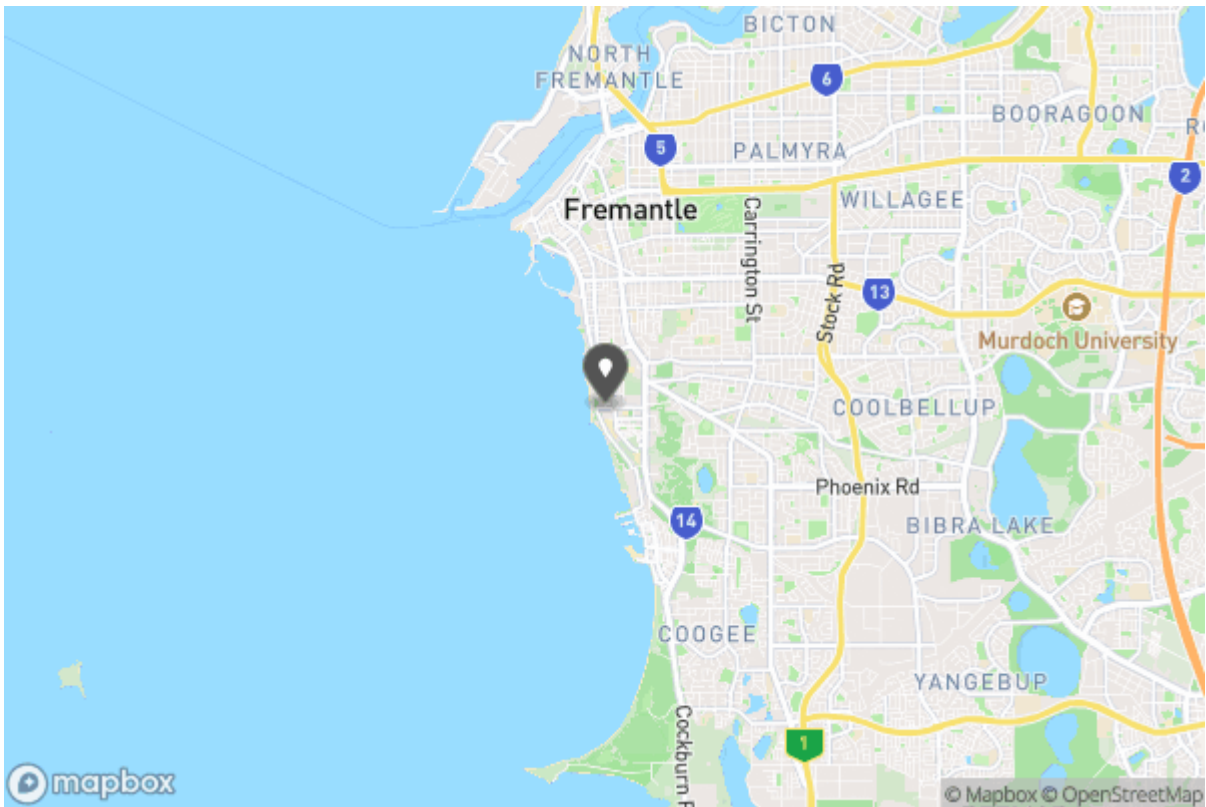 BICTON
NORTH
FREMANTLE
6
BOORAGOON
5
PALMYRA
2
WILLAGEE
Fremantle
Carrington St
Stock Rd
13
Murdoch University
COOLBELLUP
Phoenix Rd
14
BIBRA LAKE
COOGEE
YANGEBUP
Cockburn R
1
mapbox
© Mapbox © OpenStreetMap